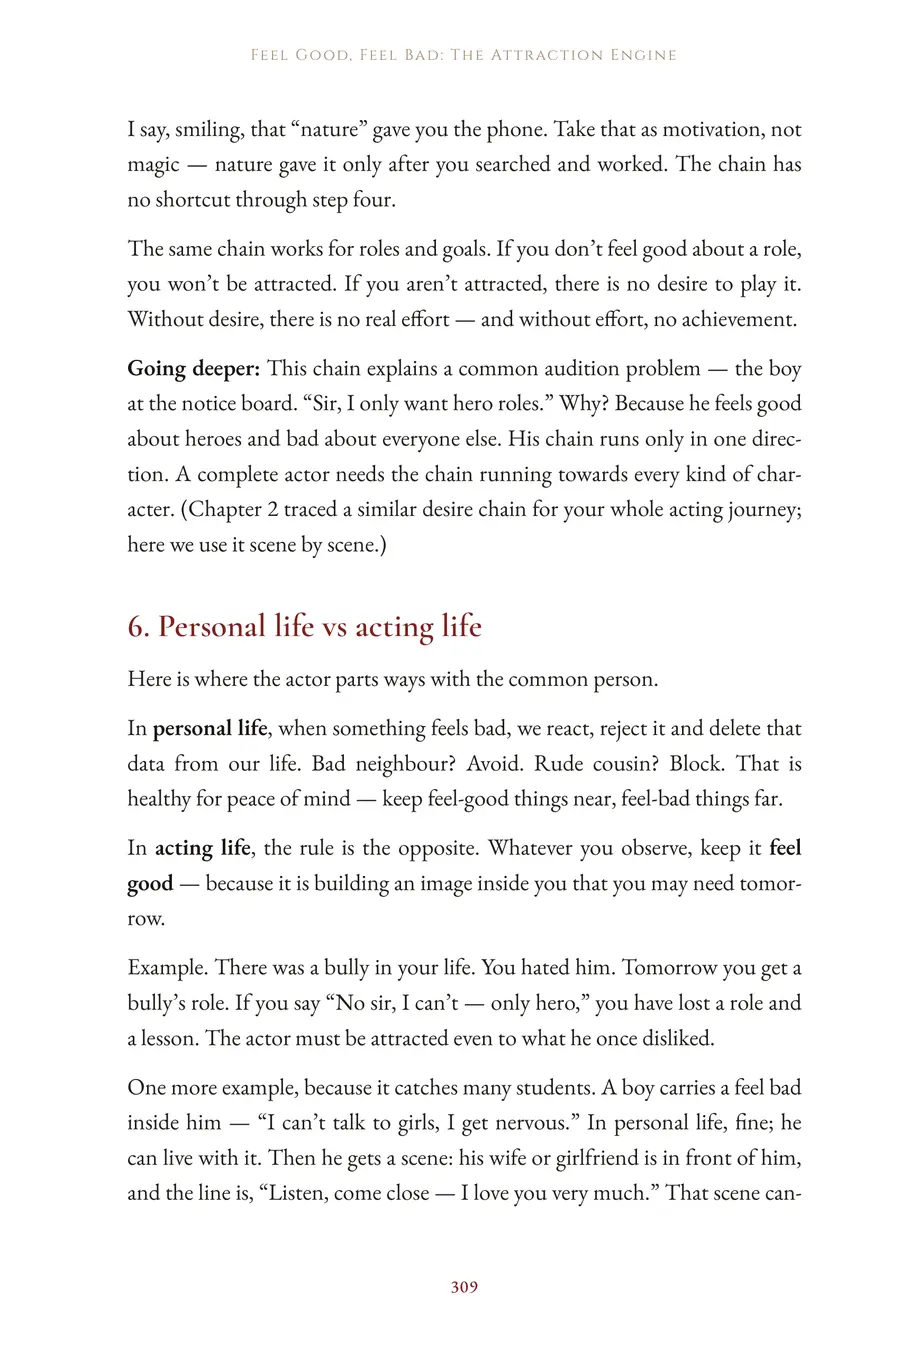 Feel Good, Feel Bad: The Attraction Engine
I say, smiling, that “nature” gave you the phone. Take that as motivation, not
magic — nature gave it only after you searched and worked. The chain has
no shortcut through step four.
The same chain works for roles and goals. If you don’t feel good about a role,
you won’t be attracted. If you aren’t attracted, there is no desire to play it.
Without desire, there is no real effort — and without effort, no achievement.
Going deeper: This chain explains a common audition problem — the boy
at the notice board. “Sir, I only want hero roles.” Why? Because he feels good
about heroes and bad about everyone else. His chain runs only in one direc-
tion. A complete actor needs the chain running towards every kind of char-
acter. (Chapter 2 traced a similar desire chain for your whole acting journey;
here we use it scene by scene.)
6. Personal life vs acting life
Here is where the actor parts ways with the common person.
In personal life, when something feels bad, we react, reject it and delete that
data from our life. Bad neighbour? Avoid. Rude cousin? Block. That is
healthy for peace of mind — keep feel-good things near, feel-bad things far.
In acting life, the rule is the opposite. Whatever you observe, keep it feel
good — because it is building an image inside you that you may need tomor-
row.
Example. There was a bully in your life. You hated him. Tomorrow you get a
bully’s role. If you say “No sir, I can’t — only hero,” you have lost a role and
a lesson. The actor must be attracted even to what he once disliked.
One more example, because it catches many students. A boy carries a feel bad
inside him — “I can’t talk to girls, I get nervous.” In personal life, fine; he
can live with it. Then he gets a scene: his wife or girlfriend is in front of him,
and the line is, “Listen, come close — I love you very much.” That scene can-
309